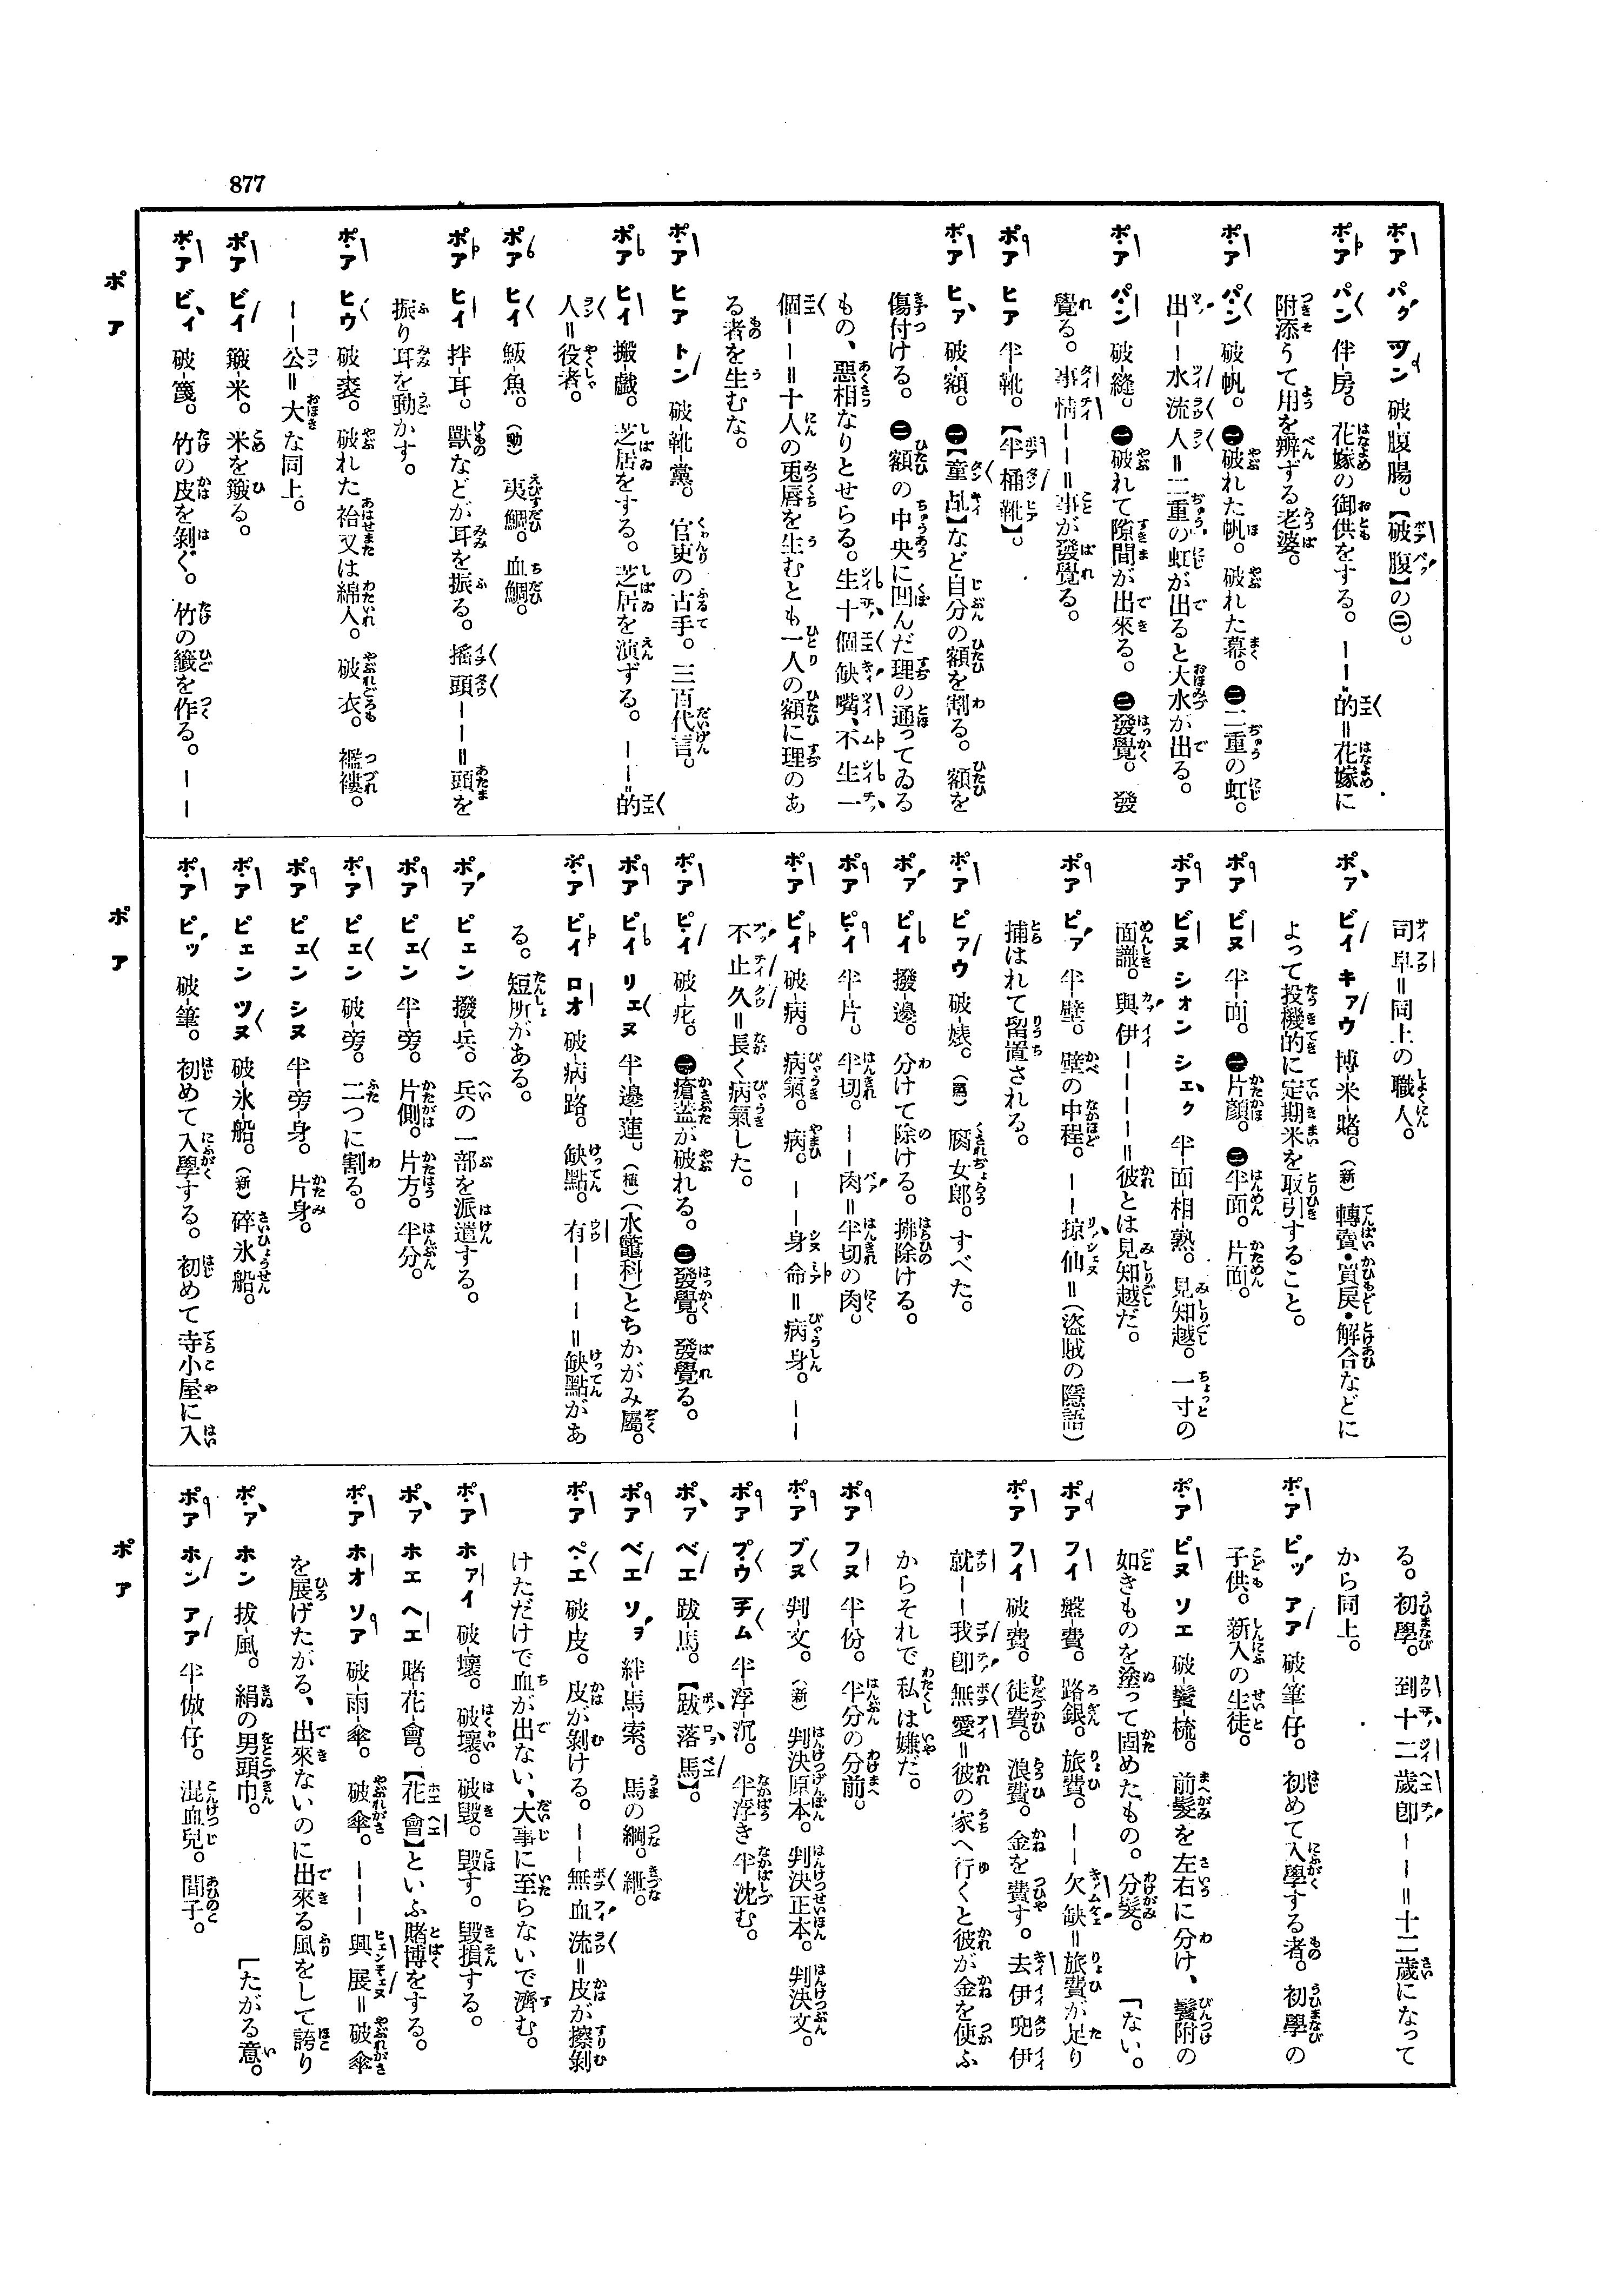 877
ポア パク ツン 破-腹-腸。【破腹】の㊁。
ポア パン 伴-房。花嫁の御供をする。――的=花嫁に
附添うて用を辨ずる老婆。
ポア パン 破-帆。㊀破れた帆。破れた幕。㊁二重の虹。
出――水流人=二重の虹が出ると大水が出る。
ポア パン 破-縫。㊀破れて隙間が出來る。㊁發覺。發
覺る。事情――=事が發覺る。
ポア ヒア 半-靴。【半桶靴】。
ポア ヒァ 破-額。㊀【童乩】など自分の額を割る。額を
傷付ける。㊁額の中央に凹んだ理の通つてゐる
もの、惡相なりとせらる。生十個缺嘴、不生一
個――=十人の兎唇を生むとも一人の額に理のあ
る者を生むな。
ポア ヒア トン 破-靴-黨。官吏の古手。三百代言。
ポア ヒイ 搬-戲。芝居をする。芝居を演ずる。――的
人=役者。
ポア ヒイ 鈑-魚。(動) 夷鯛。血鯛。
ポア ヒイ 拌-耳。獸などが耳を振る。搖頭――=頭を
振り耳を動かす。
ポア ヒウ 破-裘。破れた袷又は綿入。破衣。襤褸。
――公=大な同上。
ポア ビイ 簸-米。米を簸る。
ポア ビイ 破-篾。竹の皮を剝ぐ。竹の籤を作る。――
司阜=同上の職人。
ポア ビイ キァウ 博-米-賭。(新) 轉賣・買戾・解合などに
よつて投機的に定期米を取引すること。
ポア ビヌ 半-面。㊀片顏。㊁半面。片面。
ポア ビヌ シオン シェク 半-面-相-熟。見知越。一寸の
面識。與伊――――=彼とは見知越だ。
ポア ピァ 半-壁。壁の中程。――掠仙=(盜賊の隱語)
捕はれて留置される。
ポア ピァウ 破-婊。(罵) 腐女郎。すべた。
ポア ピイ 撥-邊。分けて除ける。掃除ける。
ポア ピイ 半-片。半切。――肉=半切の肉。
ポア ピイ 破-病。病氣。病。――身命=病身。――
不止久=長く病氣した。
ポア ピイ 破-疕。㊀瘡蓋が破れる。㊁發覺。發覺る。
ポア ピイ リェヌ 半-邊-蓮。(植)(水鼈科)とちかがみ屬。
ポア ピイ ロオ 破-病-路。缺點。有―――=缺點があ
る。短所がある。
ポア ピェン 撥-兵。兵の一部を派遣する。
ポア ピェン 半-旁。片側。片方。半分。
ポア ピェン 破-旁。二つに割る。
ポア ピェン シヌ 半-旁-身。片身。
ポア ピェン ツヌ 破-氷-船。(新) 碎氷船。
ポア ピッ 破-筆。初めて入學する。初めて寺小屋に入
る。初學。到十二歲卽――=十二歲になつて
から同上。
ポア ピッ アア 破-筆-仔。初めて入學する者。初學の
子供。新入の生徒。
ポア ピヌ ソエ 破-鬢-梳。前髮を左右に分け、鬢附の
如きものを塗つて固めたもの。分髮。 「ない。
ポア フイ 盤-費。路銀。旅費。――欠缺=旅費が足り
ポア フイ 破-費。徒費。浪費。金を費す。去伊兜伊
就――我卽無愛=彼の家へ行くと彼が金を使ふ
からそれで私は嫌だ。
ポア フヌ 半-份。半分の分前。
ポア ブヌ 判-文。(新) 判決原本。判決正本。判決文。
ポア プウ チム 半-浮-沉。半浮き半沈む。
ポア ベエ 跋-馬。【跋落馬】。
ポア ベエ ソォ 絆-馬-索。馬の綱。紲。
ポア ペエ 破-皮。皮が剝ける。――無血流=皮が擦剝
けただけで血が出ない、大事に至らないで濟む。
ポア ホァイ 破-壞。破壞。破毀。毀す。毀損する。
ポア ホエ ヘエ 賭-花-會。【花會】といふ賭博をする。
ポア ホオ ソア 破-雨-傘。破傘。―――興展=破傘
を展げたがる、出來ないのに出來る風をして誇り
ポア ホン 拔-風。絹の男頭巾。 「たがる意。
ポア ホン アア 半-倣-仔。混血兒。間子。
ポア
ポア
ポア